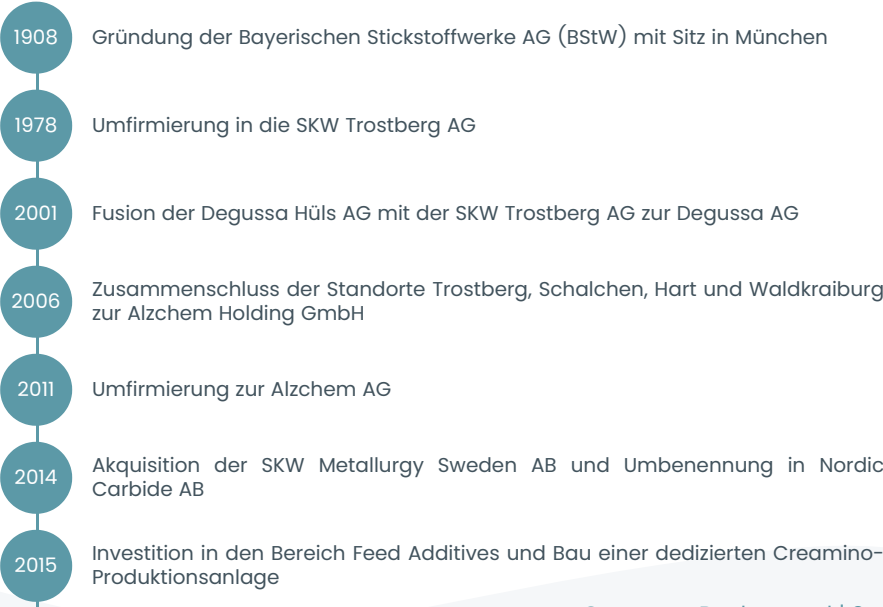 1908 Gründung der Bayerischen Stickstoffwerke AG (BStW) mit Sitz in München
1978 Umfirmierung in die SKW Trostberg AG
2001 Fusion der Degussa Hüls AG mit der SKW Trostberg AG zur Degussa AG
2006 Zusammenschluss der Standorte Trostberg, Schalchen, Hart und Waldkraiburg
zur Alzchem Holding GmbH
2011 Umfirmierung zur Alzchem AG
2014 Akquisition der SKW Metallurgy Sweden AB und Umbenennung in Nordic
Carbide AB
2015 Investition in den Bereich Feed Additives und Bau einer dedizierten Creamino-
Produktionsanlage